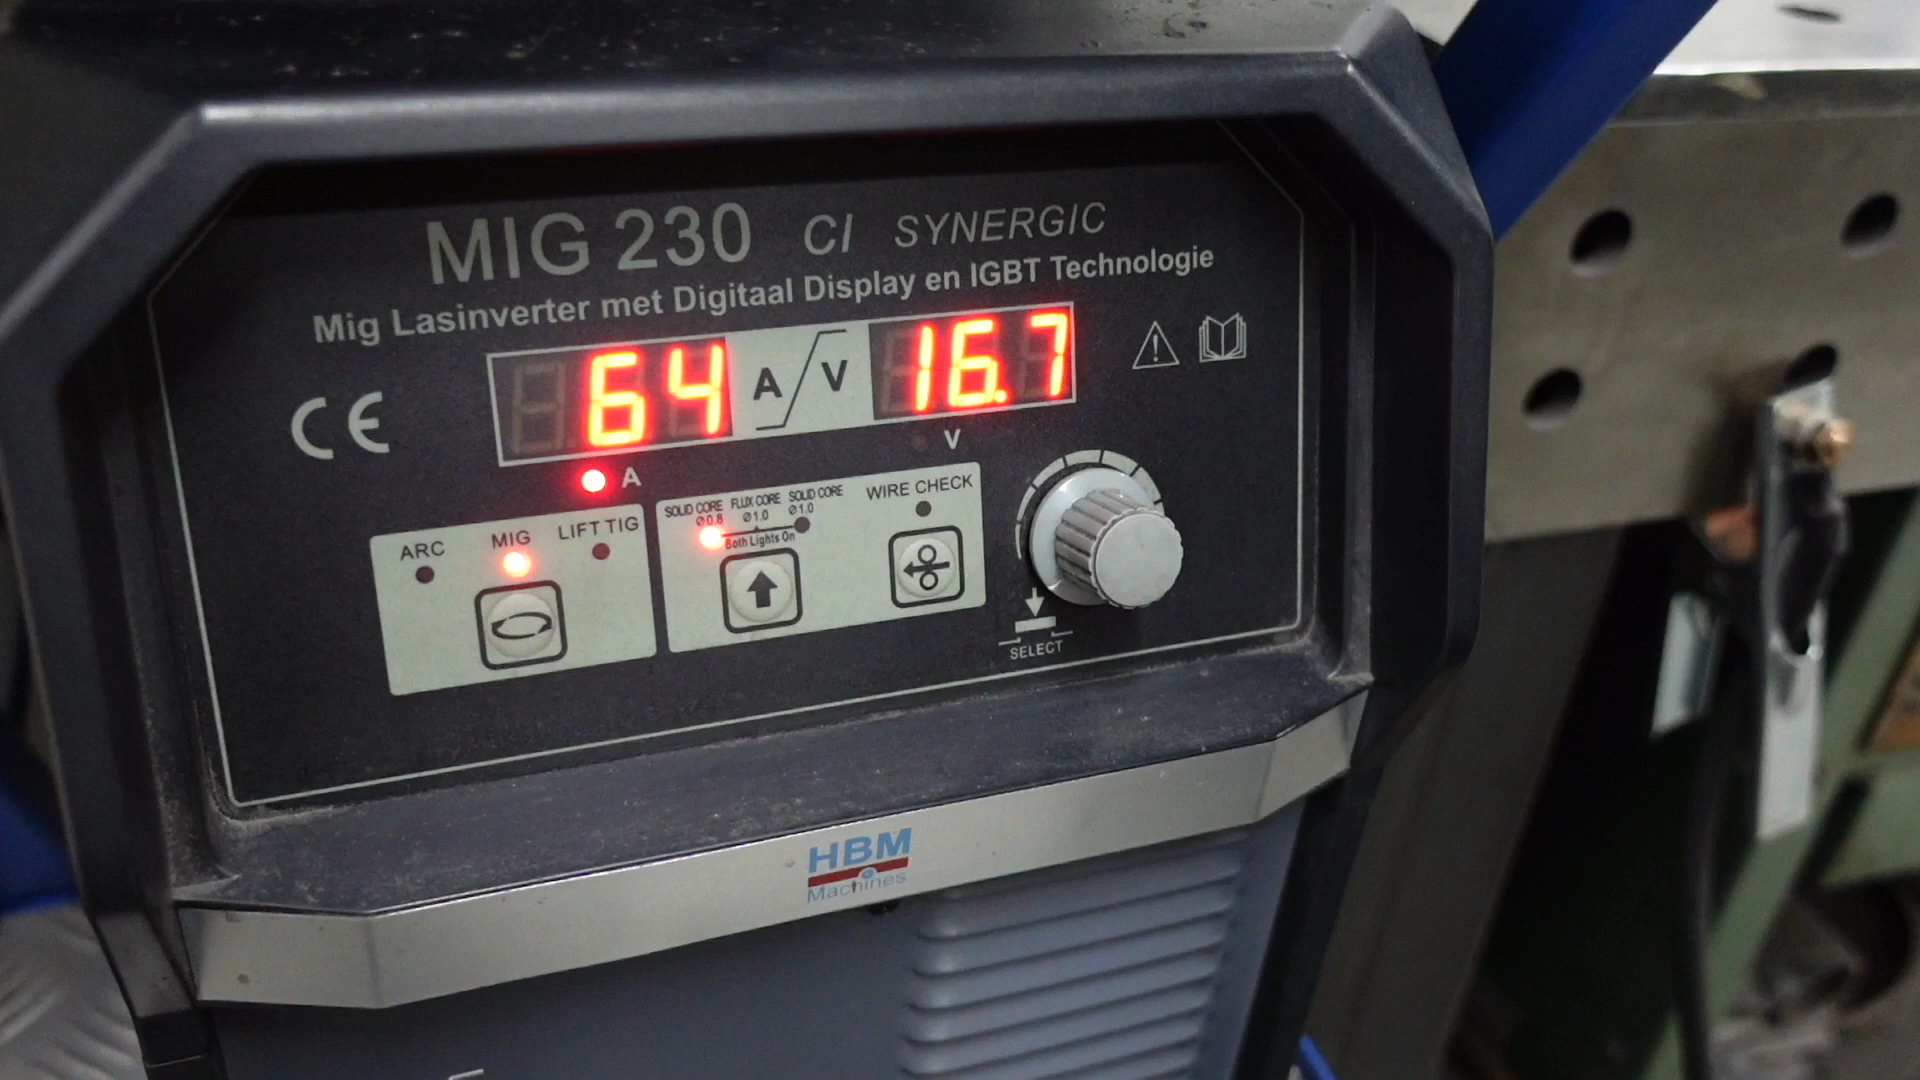 MIG 230 CI SYNERGIC
Mig Lasinverter met Digitaal Display en IGBT Technologie
CE
64 A/V 16.7
A
V
ARC MIG LIFT TIG
SOLID CORE FLUX CORE SOLID CORE
Ø0.8 Ø1.0 Ø1.0
Both Lights On
WIRE CHECK
SELECT
HBM
Machines